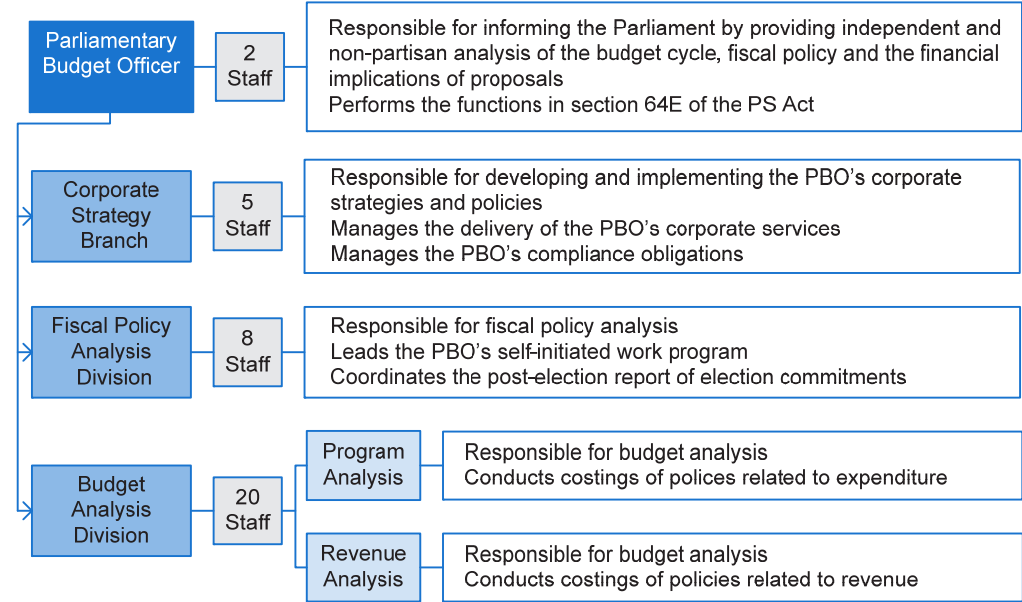 Parliamentary
Budget Officer
2
Staff
Responsible for informing the Parliament by providing independent and
non-partisan analysis of the budget cycle, fiscal policy and the financial
implications of proposals
Performs the functions in section 64E of the PS Act
Corporate
Strategy
Branch
5
Staff
Responsible for developing and implementing the PBO’s corporate
strategies and policies
Manages the delivery of the PBO’s corporate services
Manages the PBO’s compliance obligations
Fiscal Policy
Analysis
Division
8
Staff
Responsible for fiscal policy analysis
Leads the PBO’s self-initiated work program
Coordinates the post-election report of election commitments
Budget
Analysis
Division
20
Staff
Program
Analysis
Responsible for budget analysis
Conducts costings of polices related to expenditure
Revenue
Analysis
Responsible for budget analysis
Conducts costings of policies related to revenue